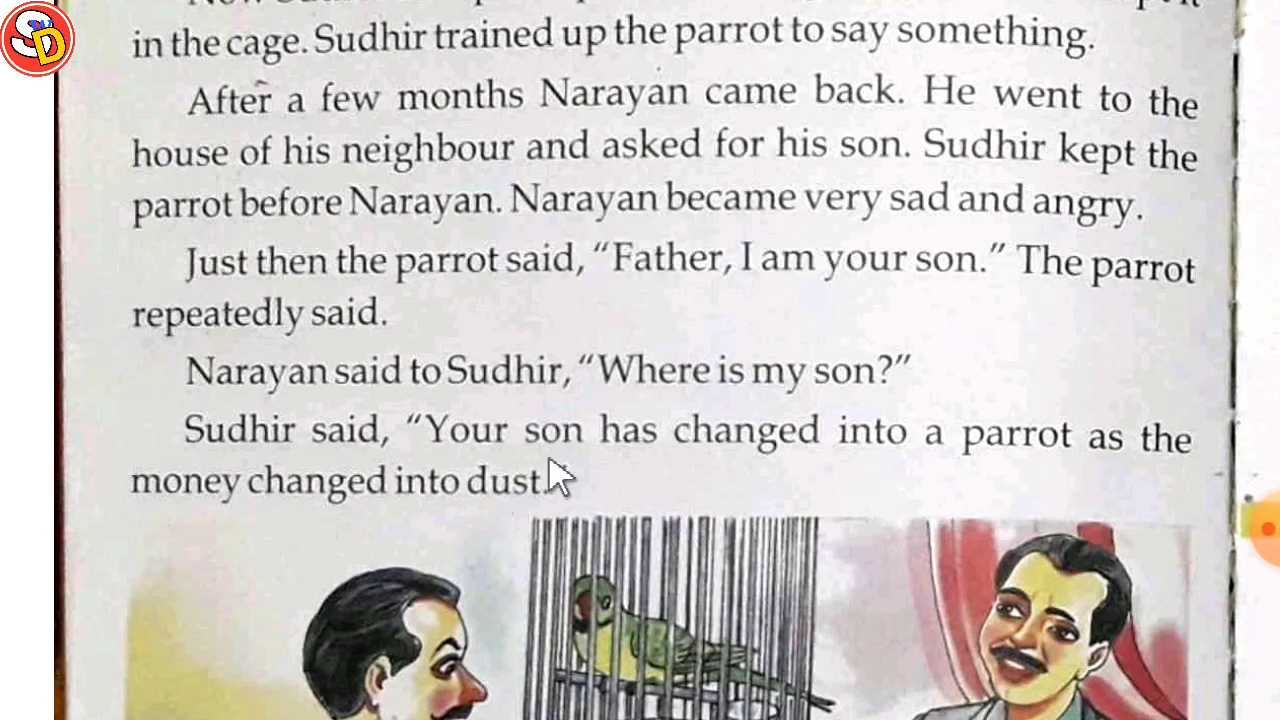 SD
in the cage. Sudhir trained up the parrot to say something.
After a few months Narayan came back. He went to the
house of his neighbour and asked for his son. Sudhir kept the
parrot before Narayan. Narayan became very sad and angry.
Just then the parrot said, “Father, I am your son.” The parrot
repeatedly said.
Narayan said to Sudhir, “Where is my son?”
Sudhir said, “Your son has changed into a parrot as the
money changed into dust.